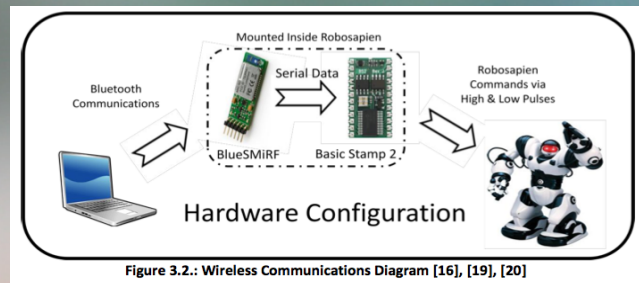 Mounted Inside Robosapien
Bluetooth
Communications
Serial Data
Robosapien
Commands via
High & Low Pulses
BlueSMiRF
Basic Stamp 2
Hardware Configuration
Figure 3.2.: Wireless Communications Diagram [16], [19], [20]